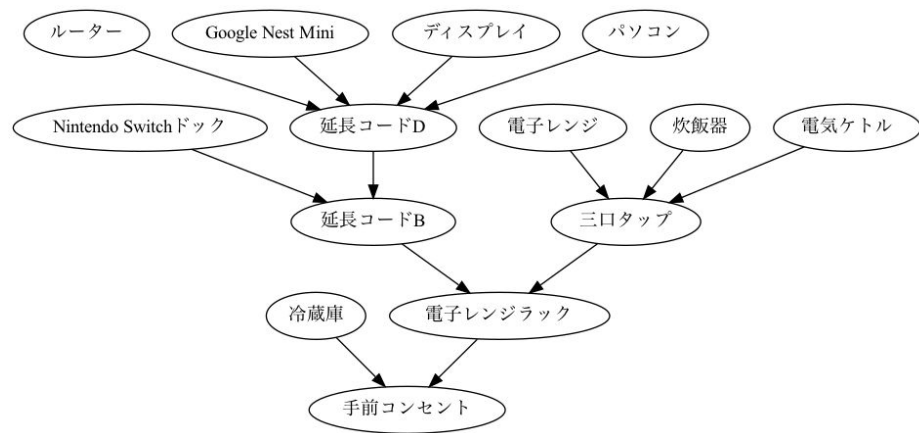 ルーター
Google Nest Mini
ディスプレイ
パソコン
Nintendo Switchドック
延長コードD
電子レンジ
炊飯器
電気ケトル
延長コードB
三口タップ
冷蔵庫
電子レンジラック
手前コンセント